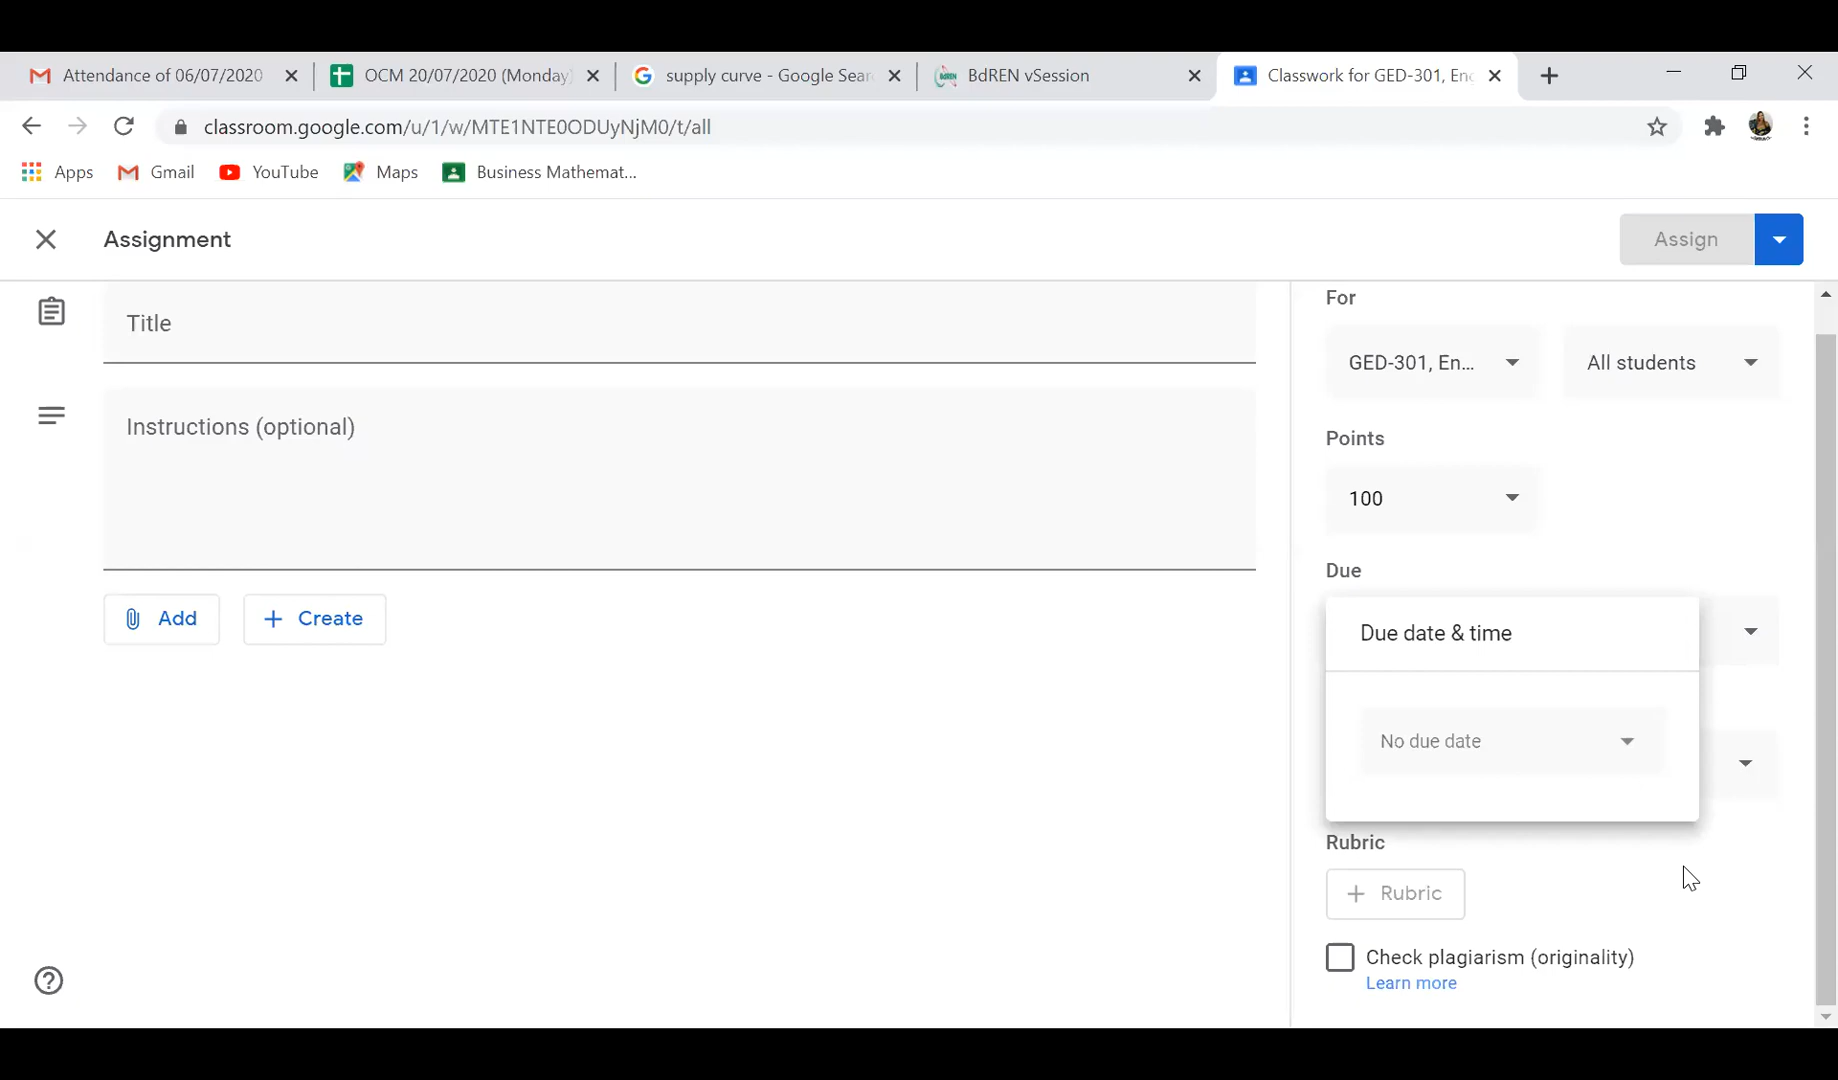 Attendance of 06/07/2020
OCM 20/07/2020 (Monday)
supply curve - Google Sear
BdREN vSession
Classwork for GED-301, Eng
classroom.google.com/u/1/w/MTE1NTE0ODUyNjM0/t/all
Apps
Gmail
YouTube
Maps
Business Mathemat...
Assignment
Assign
Title
Instructions (optional)
Add
Create
For
GED-301, En...
All students
Points
100
Due
Due date & time
No due date
Rubric
Rubric
Check plagiarism (originality)
Learn more